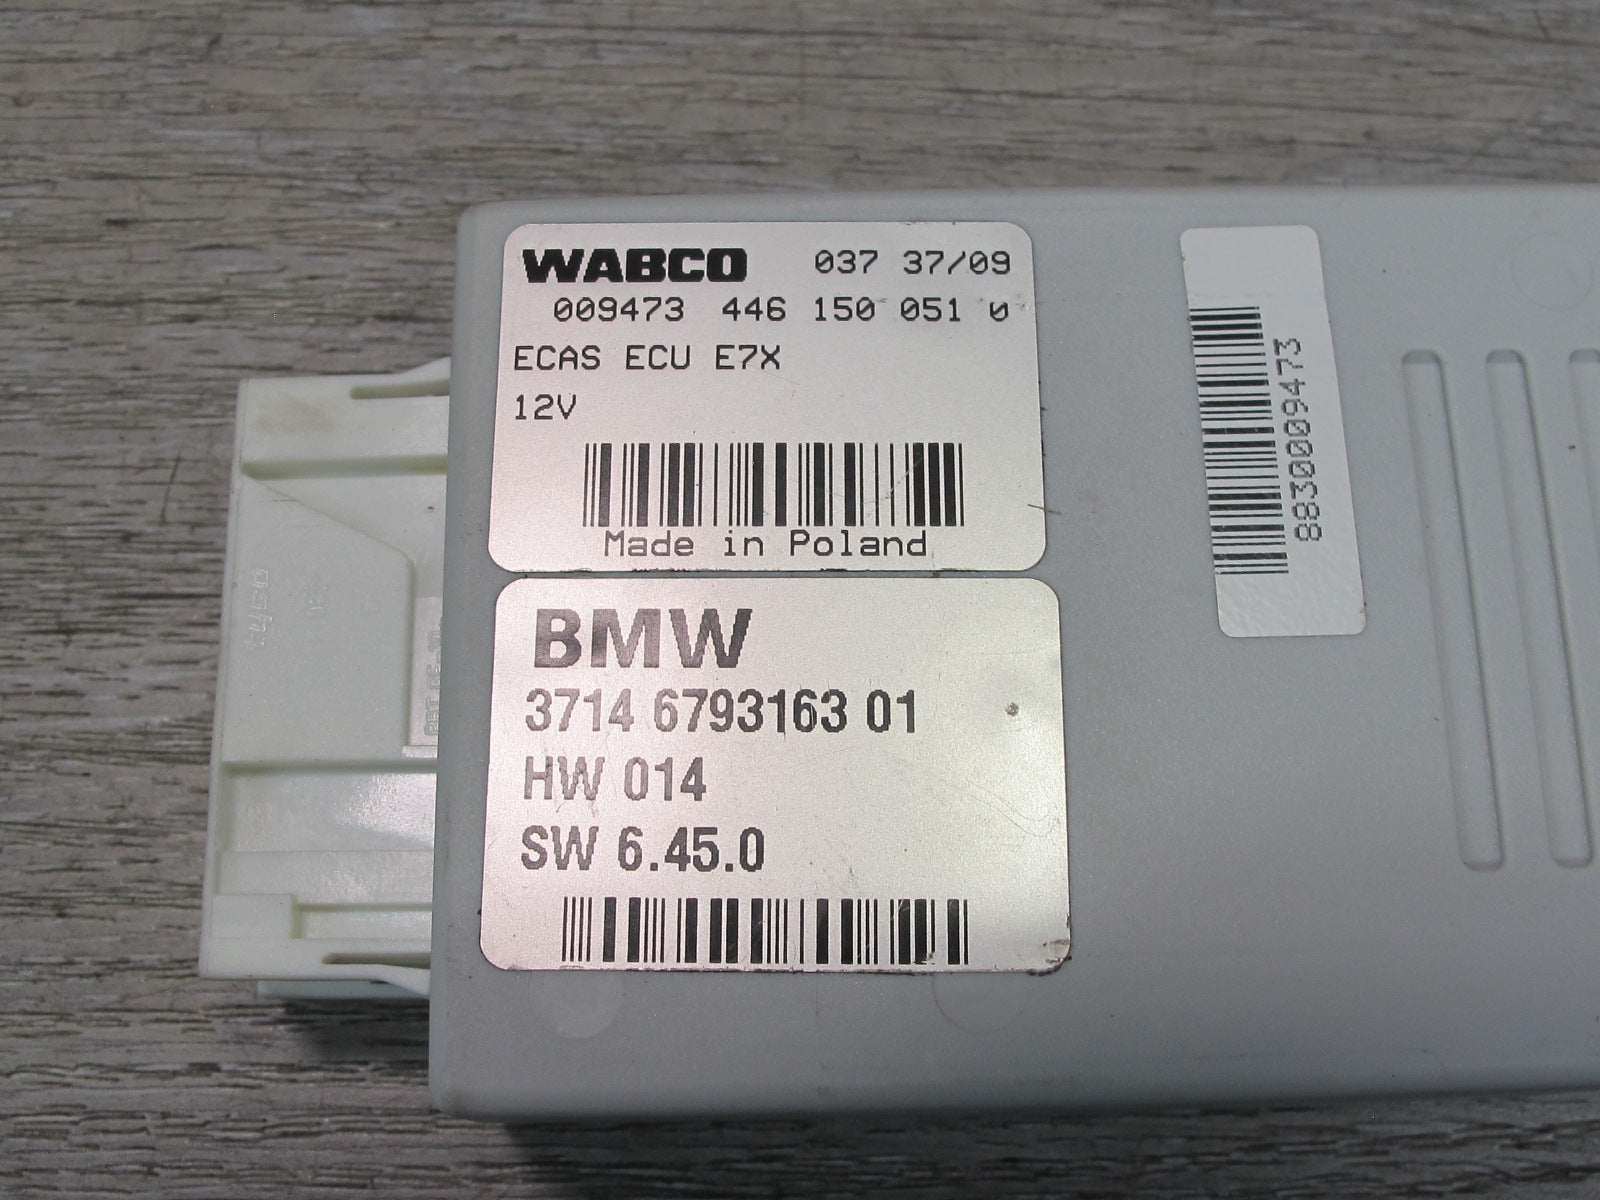 WABCO 037 37/09
009473 446 150 051 0
ECAS ECU E7X
12V
Made in Poland
BMW
3714 6793163 01
HW 014
SW 6.45.0
8830009473
tyco